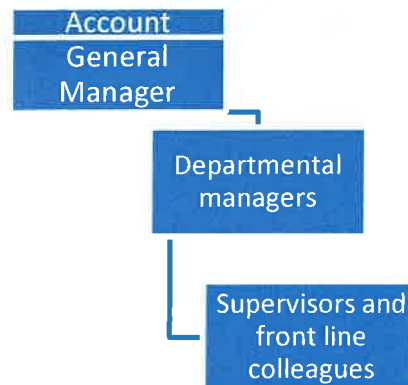 Account
General
Manager
Departmental
managers
Supervisors and
front line
colleagues